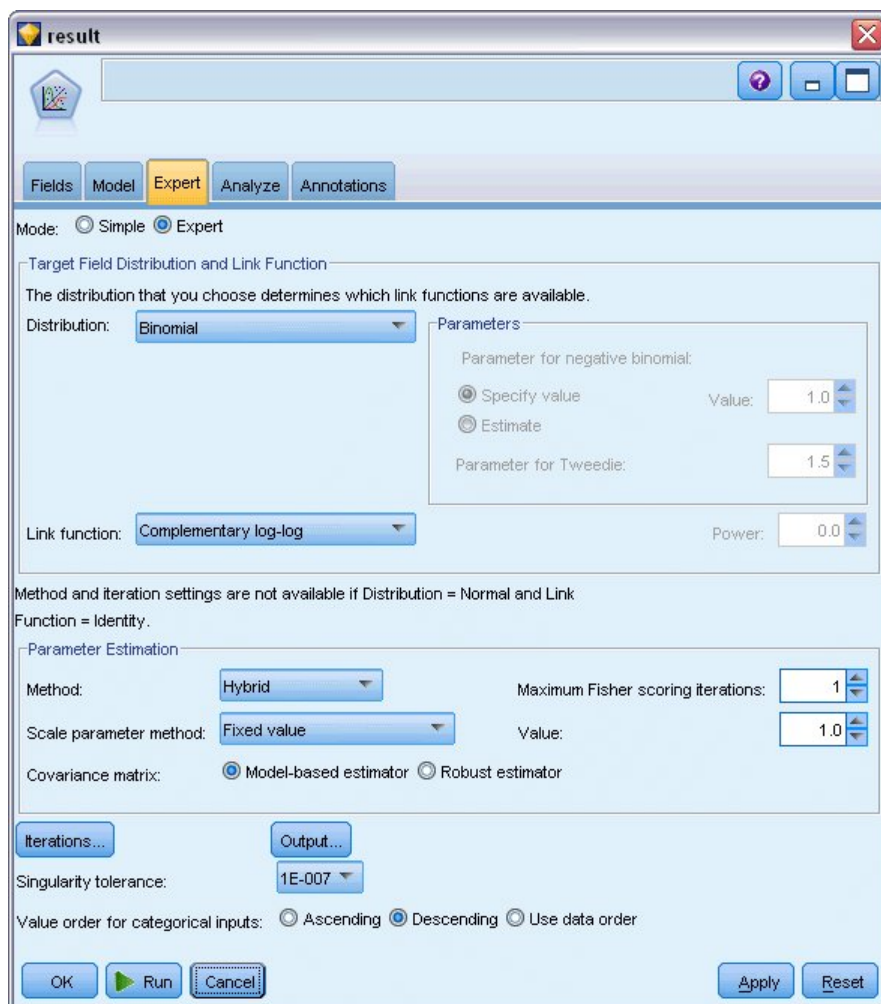 result
Fields Model Expert Analyze Annotations
Mode: Simple Expert
Target Field Distribution and Link Function
The distribution that you choose determines which link functions are available.
Distribution: Binomial
Parameters
Parameter for negative binomial:
Specify value Value: 1.0
Estimate
Parameter for Tweedie: 1.5
Link function: Complementary log-log Power: 0.0
Method and iteration settings are not available if Distribution = Normal and Link
Function = Identity.
Parameter Estimation
Method: Hybrid Maximum Fisher scoring iterations: 1
Scale parameter method: Fixed value Value: 1.0
Covariance matrix: Model-based estimator Robust estimator
Iterations... Output...
Singularity tolerance: 1E-007
Value order for categorical inputs: Ascending Descending Use data order
OK Run Cancel Apply Reset